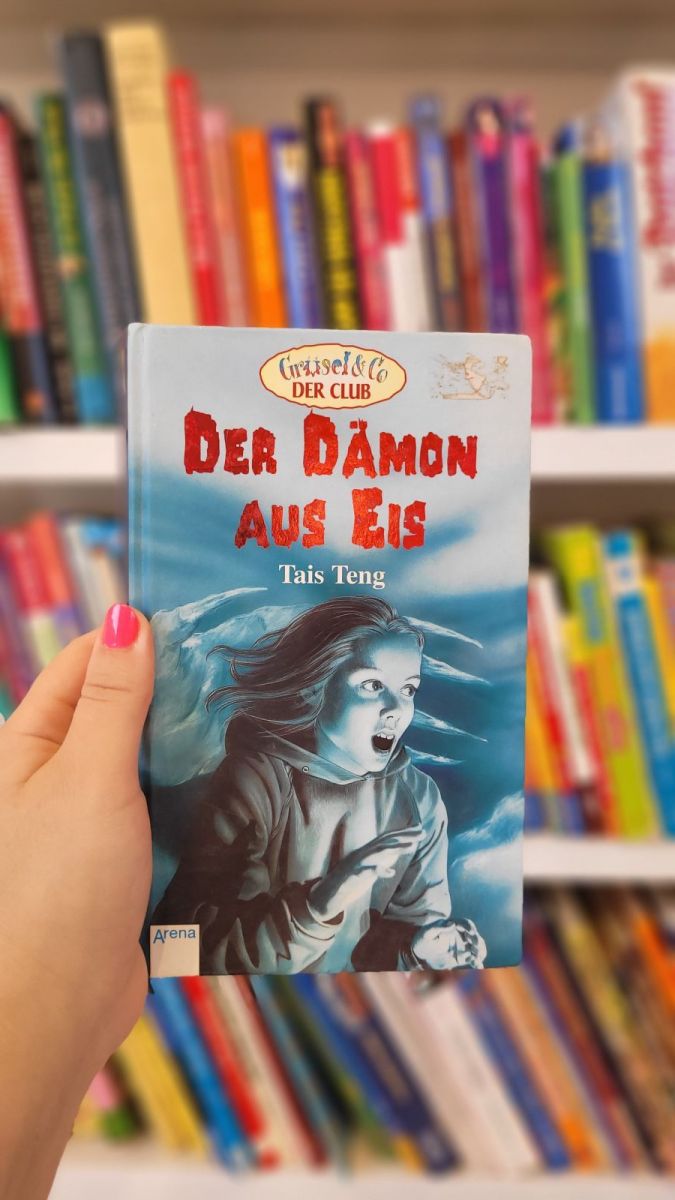 Grusel & Co
DER CLUB
DER DÄMON
AUS EIS
Tais Teng
Arena